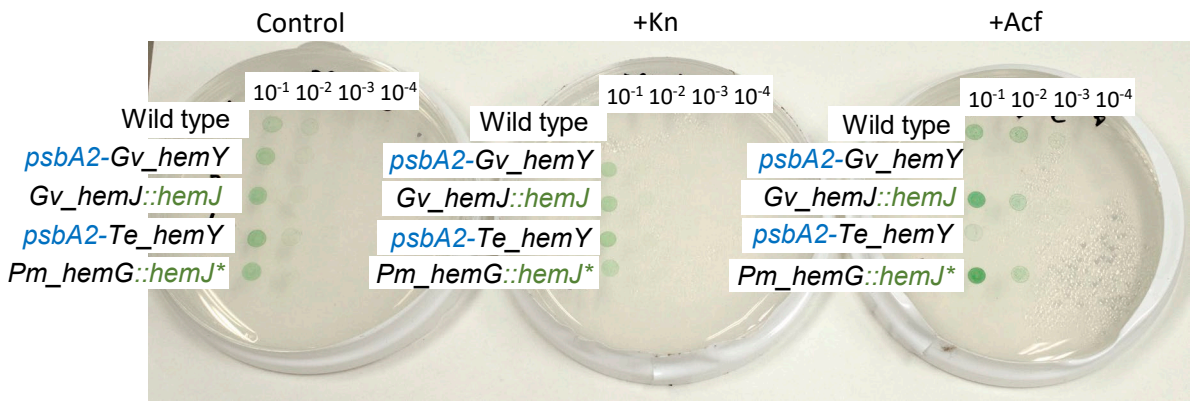 Control +Kn +Acf
10-1 10-2 10-3 10-4 10-1 10-2 10-3 10-4 10-1 10-2 10-3 10-4
Wild type Wild type Wild type
psbA2-Gv_hemY psbA2-Gv_hemY psbA2-Gv_hemY
Gv_hemJ::hemJ Gv_hemJ::hemJ Gv_hemJ::hemJ
psbA2-Te_hemY psbA2-Te_hemY psbA2-Te_hemY
Pm_hemG::hemJ* Pm_hemG::hemJ* Pm_hemG::hemJ*